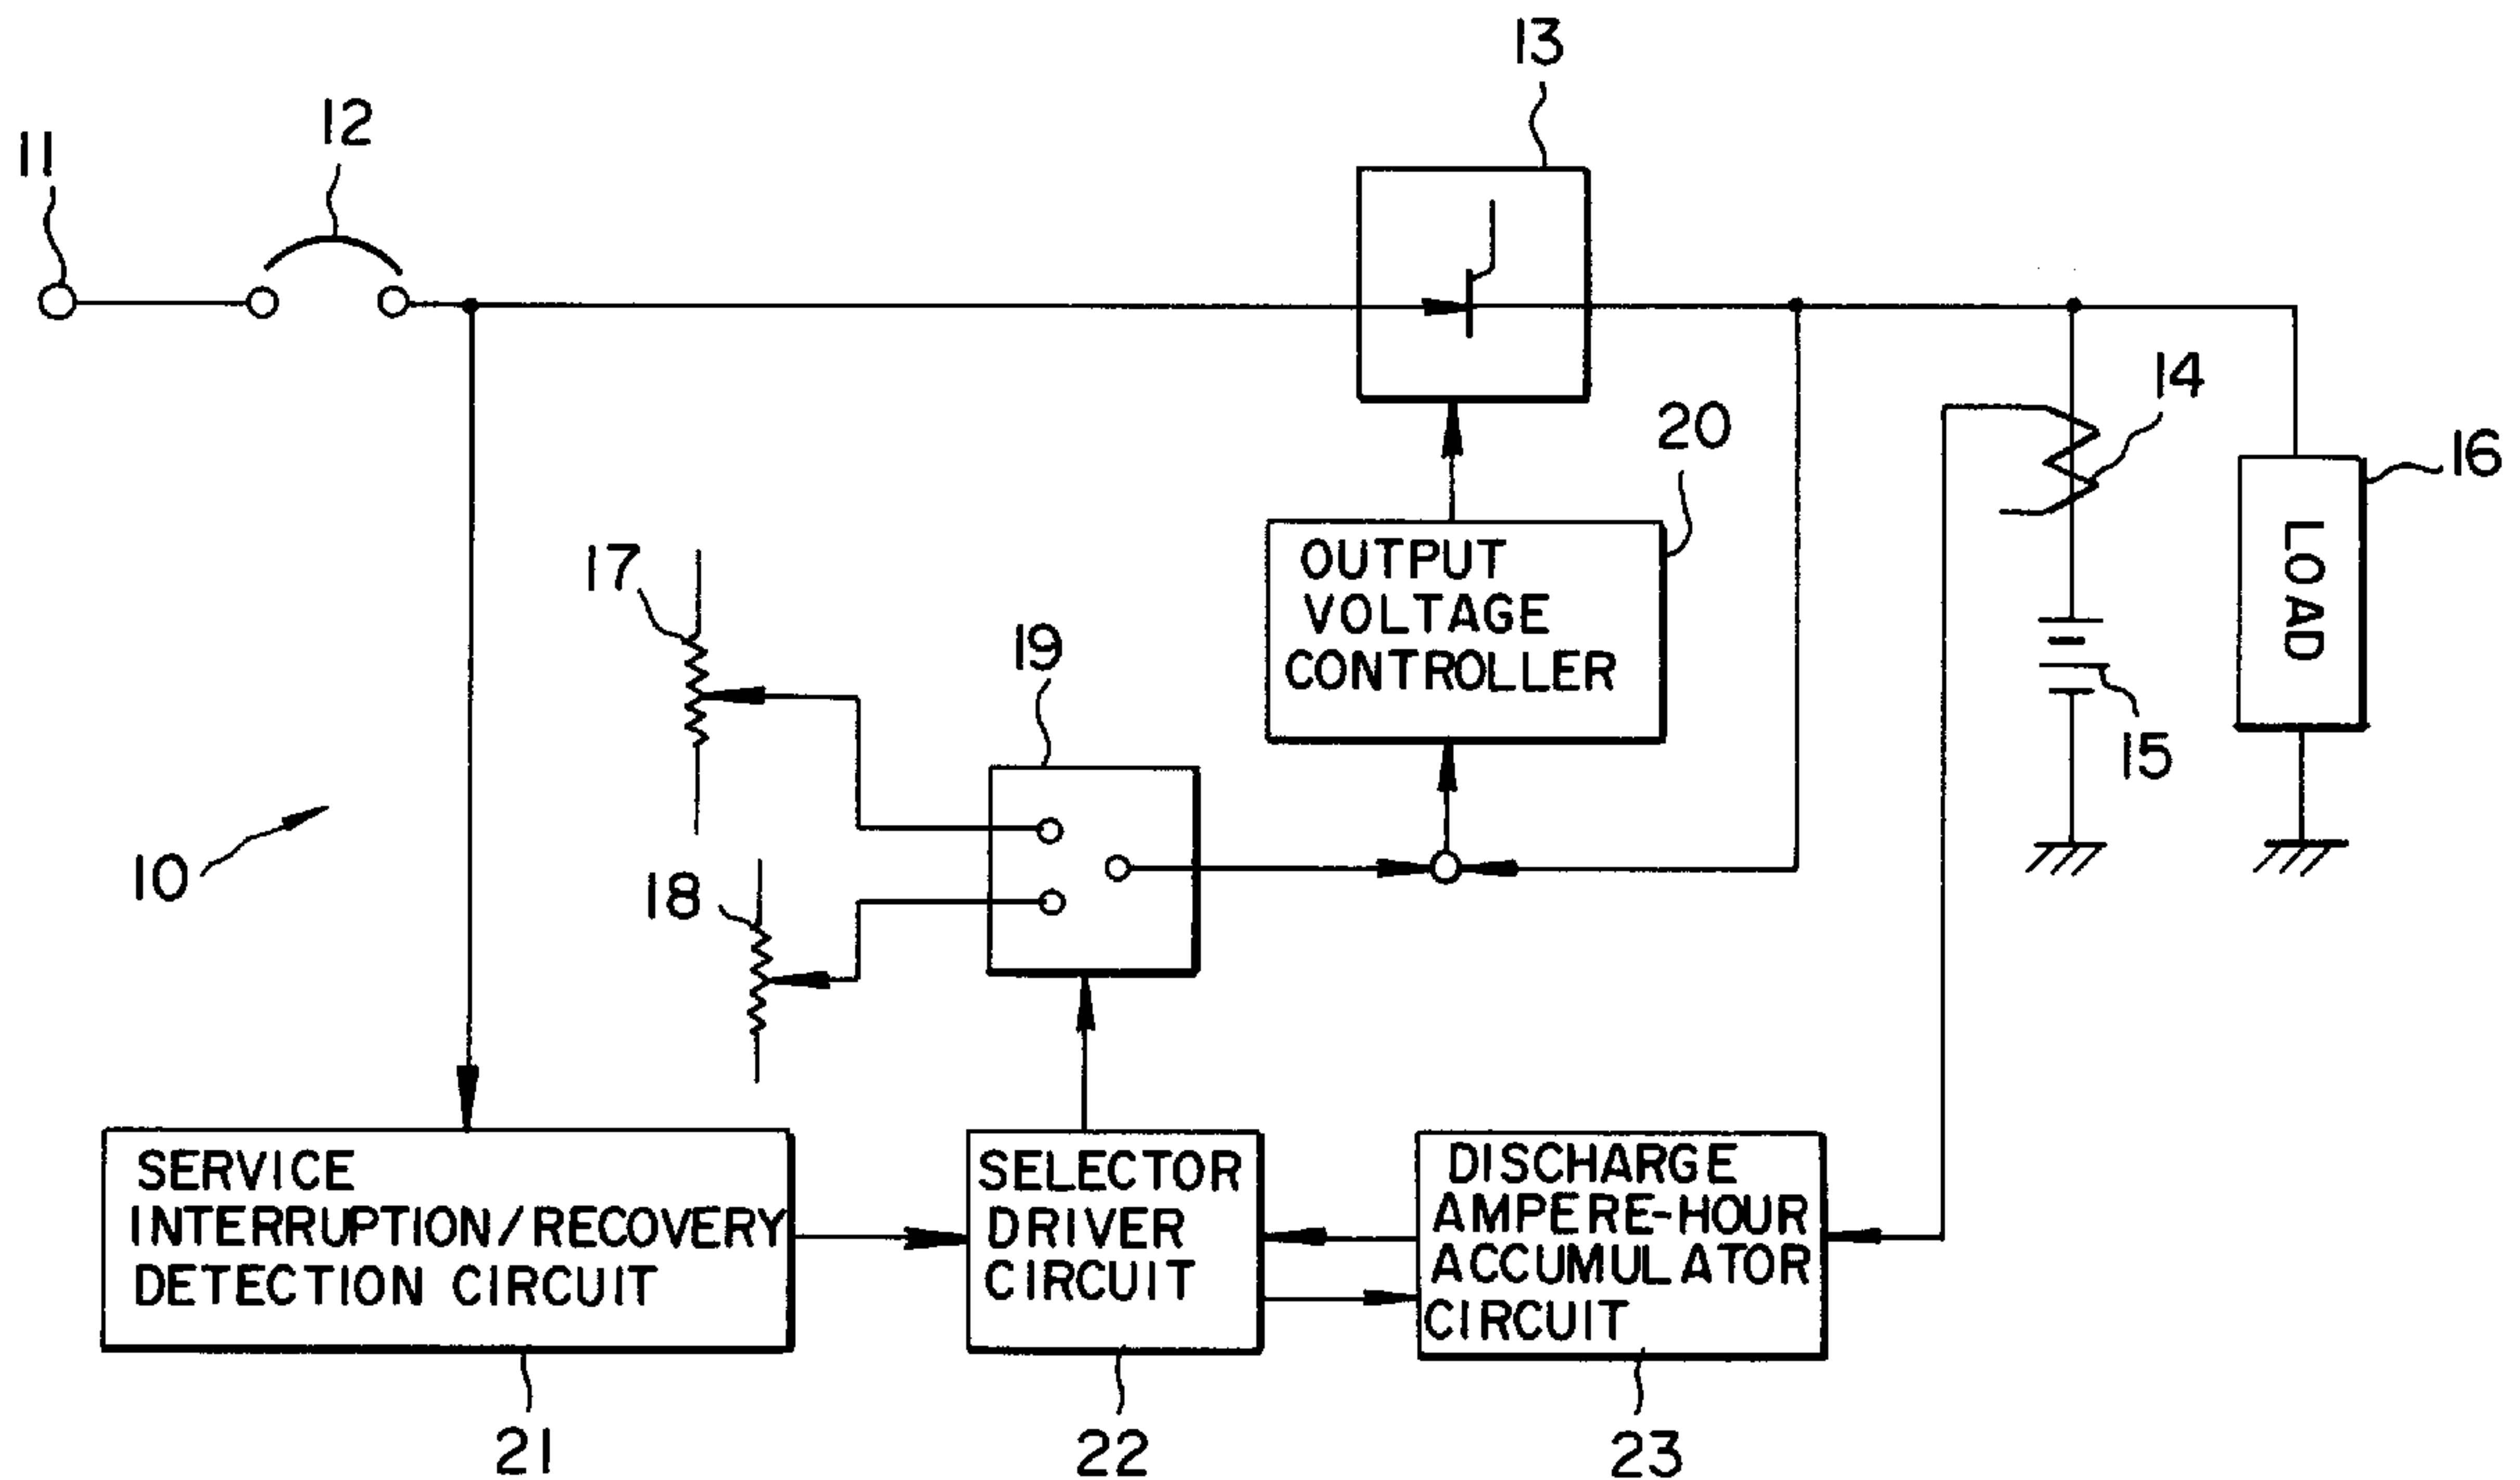 13
12
11
14
20
16
OUTPUT
VOLTAGE
CONTROLLER
LOAD
17
19
15
10
18
SERVICE
INTERRUPTION/RECOVERY
DETECTION CIRCUIT
SELECTOR
DRIVER
CIRCUIT
DISCHARGE
AMPERE-HOUR
ACCUMULATOR
CIRCUIT
21
22
23